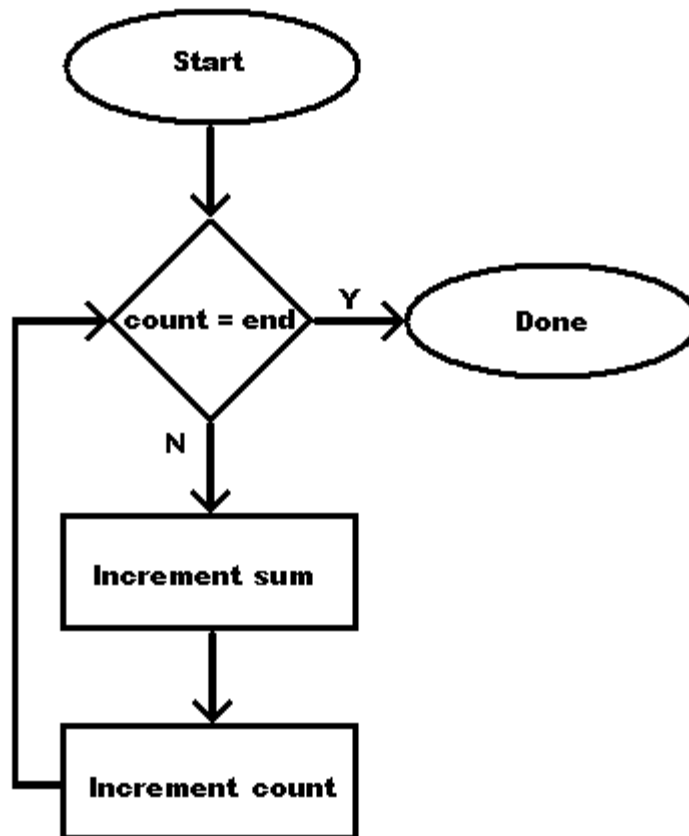 Start
count = end
Y
Done
N
Increment sum
Increment count